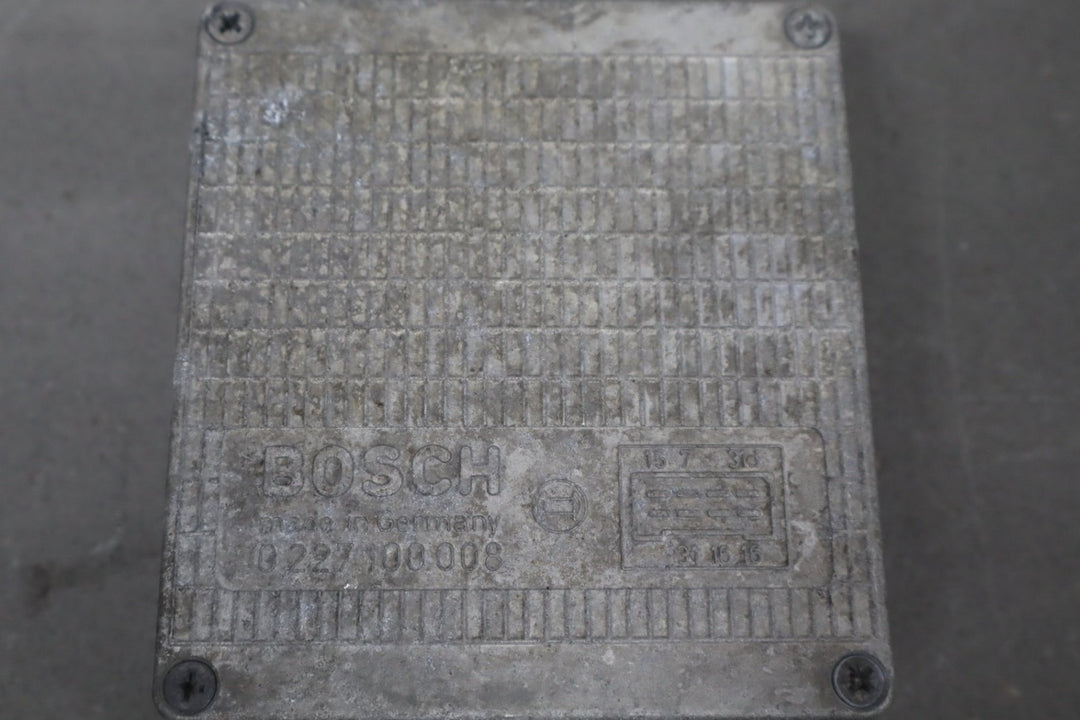 BOSCH
made in Germany
0 227 100 008
15 7 31d
31 16 15